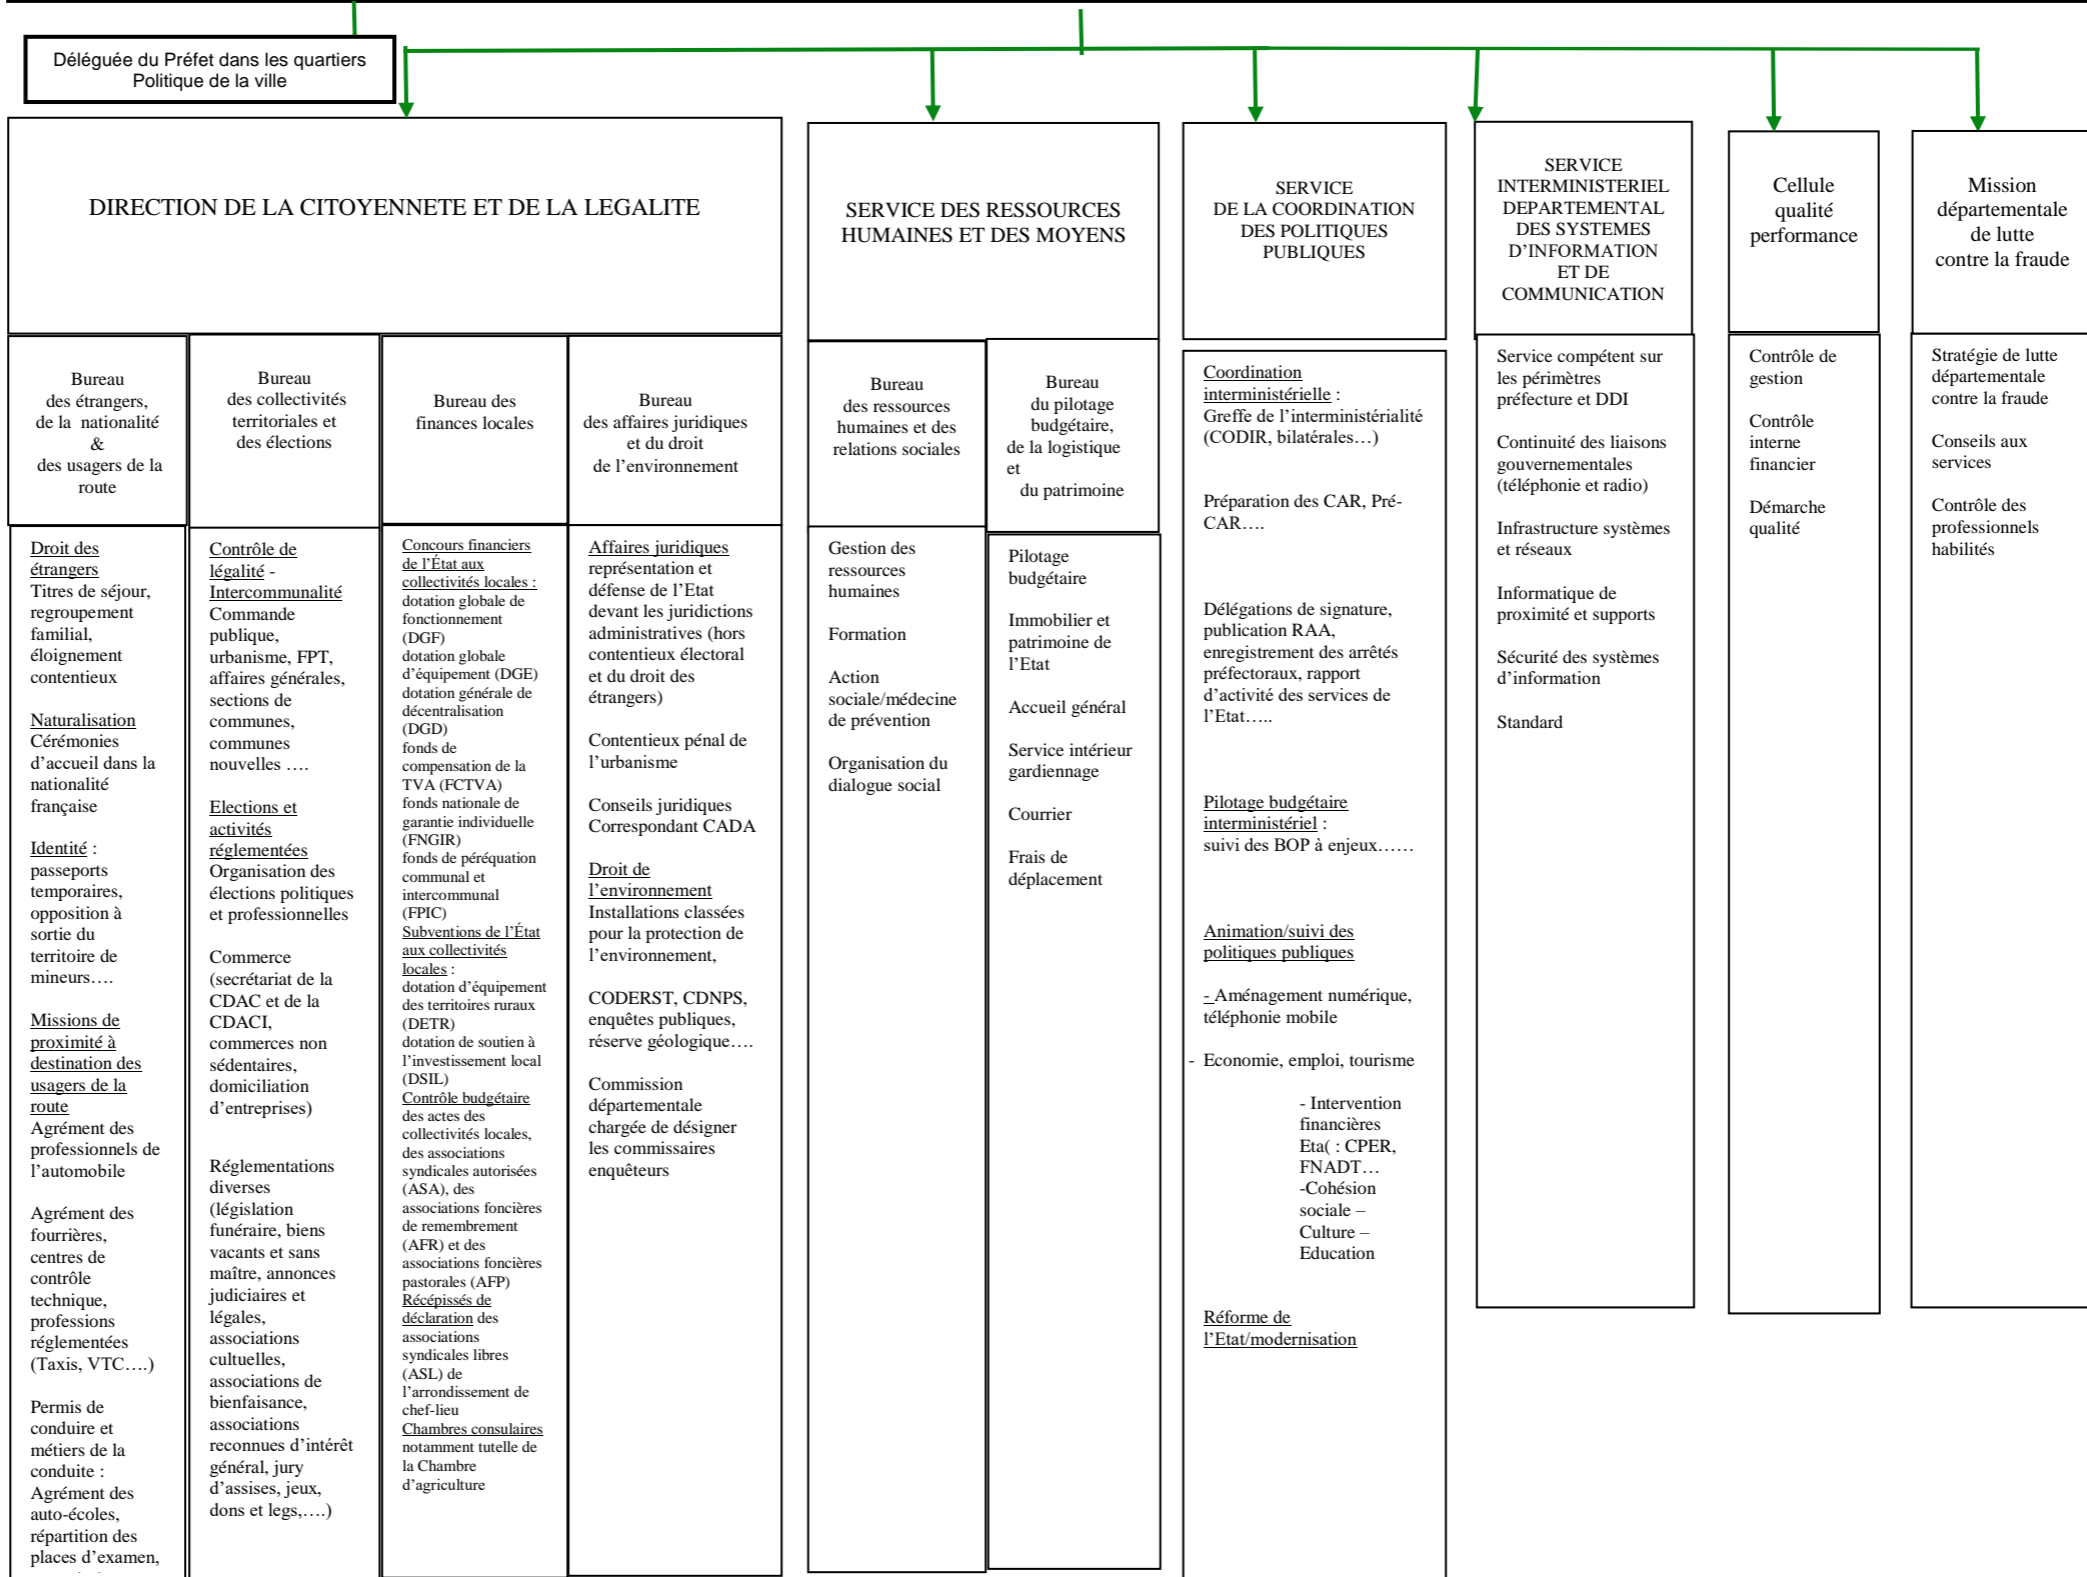 Déléguée du Préfet dans les quartiers
Politique de la ville
DIRECTION DE LA CITOYENNETE ET DE LA LEGALITE
SERVICE DES RESSOURCES
HUMAINES ET DES MOYENS
SERVICE
DE LA COORDINATION
DES POLITIQUES
PUBLIQUES
SERVICE
INTERMINISTERIEL
DEPARTEMENTAL
DES SYSTEMES
D’INFORMATION
ET DE
COMMUNICATION
Cellule
qualité
performance
Mission
départementale
de lutte
contre la fraude
Bureau
des étrangers,
de la nationalité
&
des usagers de la
route
Bureau
des collectivités
territoriales et
des élections
Bureau des
finances locales
Bureau
des affaires juridiques
et du droit
de l’environnement
Bureau
des ressources
humaines et des
relations sociales
Bureau
du pilotage
budgétaire,
de la logistique
et
du patrimoine
Droit des
étrangers
Titres de séjour,
regroupement
familial,
éloignement
contentieux
Naturalisation
Cérémonies
d’accueil dans la
nationalité
française
Identité :
passeports
temporaires,
opposition à
sortie du
territoire de
mineurs….
Missions de
proximité à
destination des
usagers de la
route
Agrément des
professionnels de
l’automobile
Agrément des
fourrières,
centres de
contrôle
technique,
professions
réglementées
(Taxis, VTC….)
Permis de
conduire et
métiers de la
conduite :
Agrément des
auto-écoles,
répartition des
places d’examen,
Contrôle de
légalité -
Intercommunalité
Commande
publique,
urbanisme, FPT,
affaires générales,
sections de
communes,
communes
nouvelles ….
Elections et
activités
réglementées
Organisation des
élections politiques
et professionnelles
Commerce
(secrétariat de la
CDAC et de la
CDACI,
commerces non
sédentaires,
domiciliation
d’entreprises)
Réglementations
diverses
(législation
funéraire, biens
vacants et sans
maître, annonces
judiciaires et
légales,
associations
cultuelles,
associations de
bienfaisance,
associations
reconnues d’intérêt
général, jury
d’assises, jeux,
dons et legs,….)
Concours financiers
de l’État aux
collectivités locales :
dotation globale de
fonctionnement
(DGF)
dotation globale
d’équipement (DGE)
dotation générale de
décentralisation
(DGD)
fonds de
compensation de la
TVA (FCTVA)
fonds nationale de
garantie individuelle
(FNGIR)
fonds de péréquation
communal et
intercommunal
(FPIC)
Subventions de l’État
aux collectivités
locales :
dotation d’équipement
des territoires ruraux
(DETR)
dotation de soutien à
l’investissement local
(DSIL)
Contrôle budgétaire
des actes des
collectivités locales,
des associations
syndicales autorisées
(ASA), des
associations foncières
de remembrement
(AFR) et des
associations foncières
pastorales (AFP)
Récépissés de
déclaration des
associations
syndicales libres
(ASL) de
l’arrondissement de
chef-lieu
Chambres consulaires
notamment tutelle de
la Chambre
d’agriculture
Affaires juridiques
représentation et
défense de l’Etat
devant les juridictions
administratives (hors
contentieux électoral
et du droit des
étrangers)
Contentieux pénal de
l’urbanisme
Conseils juridiques
Correspondant CADA
Droit de
l’environnement
Installations classées
pour la protection de
l’environnement,
CODERST, CDNPS,
enquêtes publiques,
réserve géologique….
Commission
départementale
chargée de désigner
les commissaires
enquêteurs
Gestion des
ressources
humaines
Formation
Action
sociale/médecine
de prévention
Organisation du
dialogue social
Pilotage
budgétaire
Immobilier et
patrimoine de
l’Etat
Accueil général
Service intérieur
gardiennage
Courrier
Frais de
déplacement
Coordination
interministérielle :
Greffe de l’interministérialité
(CODIR, bilatérales…)
Préparation des CAR, Pré-
CAR….
Délégations de signature,
publication RAA,
enregistrement des arrêtés
préfectoraux, rapport
d’activité des services de
l’Etat…..
Pilotage budgétaire
interministériel :
suivi des BOP à enjeux……
Animation/suivi des
politiques publiques
- Aménagement numérique,
téléphonie mobile
- Economie, emploi, tourisme
- Intervention
financières
Eta( : CPER,
FNADT…
-Cohésion
sociale –
Culture –
Education
Réforme de
l’Etat/modernisation
Service compétent sur
les périmètres
préfecture et DDI
Continuité des liaisons
gouvernementales
(téléphonie et radio)
Infrastructure systèmes
et réseaux
Informatique de
proximité et supports
Sécurité des systèmes
d’information
Standard
Contrôle de
gestion
Contrôle
interne
financier
Démarche
qualité
Stratégie de lutte
départementale
contre la fraude
Conseils aux
services
Contrôle des
professionnels
habilités